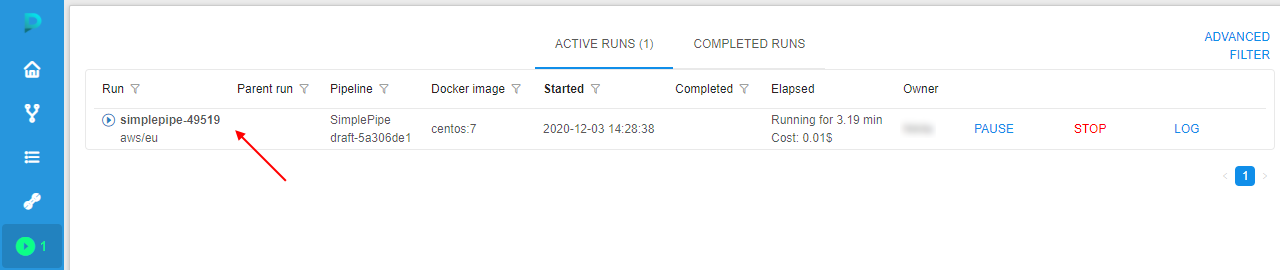 ACTIVE RUNS (1) COMPLETED RUNS
ADVANCED
FILTER
Run Parent run Pipeline Docker image Started Completed Elapsed Owner
simplepipe-49519 SimplePipe centos:7 2020-12-03 14:28:38 Running for 3.19 min PAUSE STOP LOG
aws/eu draft-5a306de1 Cost: 0.01$
< 1 >
1